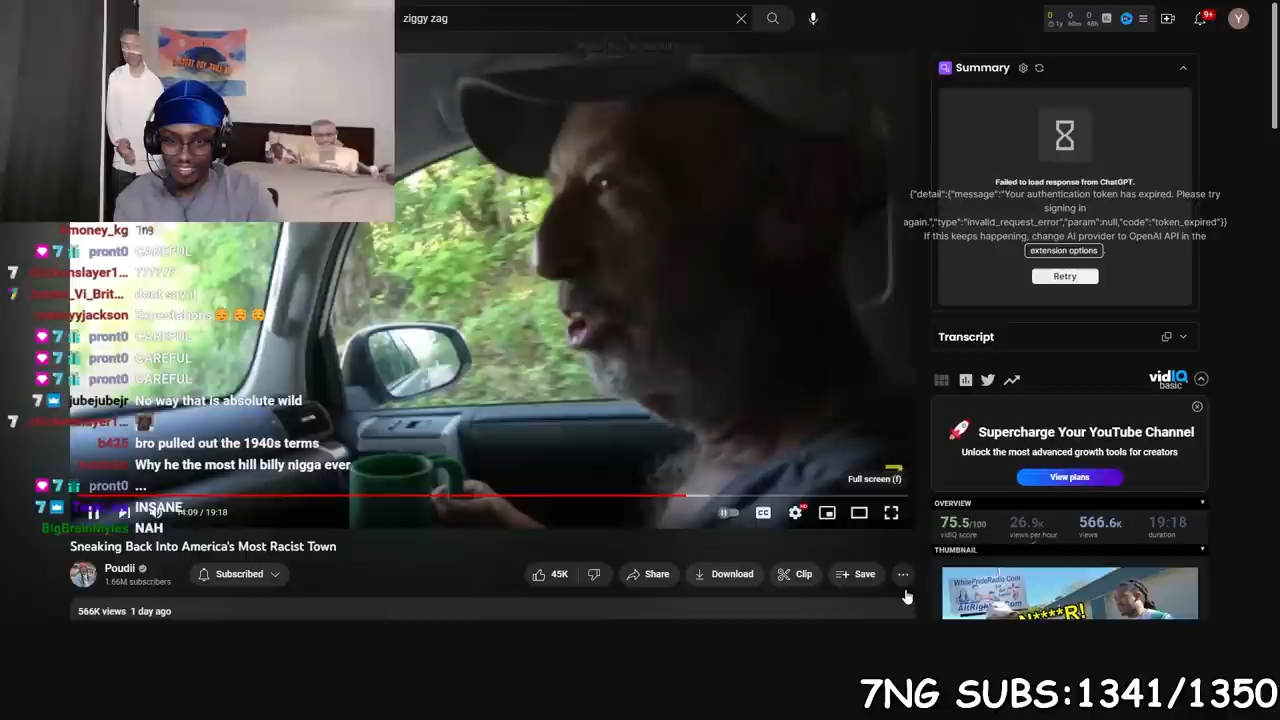 ziggy zag
9+
Y
Summary
Failed to load response from ChatGPT.
{"detail":{"message":"Your authentication token has expired. Please try
signing in
again.","type":"invalid_request_error","param":null,"code":"token_expired"}}
If this keeps happening, change AI provider to OpenAI API in the
extension options
Retry
Transcript
vidIQ
basic
Supercharge Your YouTube Channel
Unlock the most advanced growth tools for creators
View plans
OVERVIEW
75.5/100
vidIQ score
26.9K
views per hour
566.6K
views
19:18
duration
THUMBNAIL
WhitePrideRadio.Com
AltRight
N****R!
pront0 CAREFUL
??????
dont say it
Expectations
pront0 CAREFUL
pront0 CAREFUL
pront0 CAREFUL
jubejubejr No way that is absolute wild
b425 bro pulled out the 1940s terms
Why he the most hill billy nigga ever
pront0 ...
INSANE
BigBrainMyles NAH
Full screen (f)
14:09 / 19:18
Sneaking Back Into America's Most Racist Town
Poudii
1.66M subscribers
Subscribed
45K
Share
Download
Clip
Save
566K views 1 day ago
7NG SUBS:1341/1350